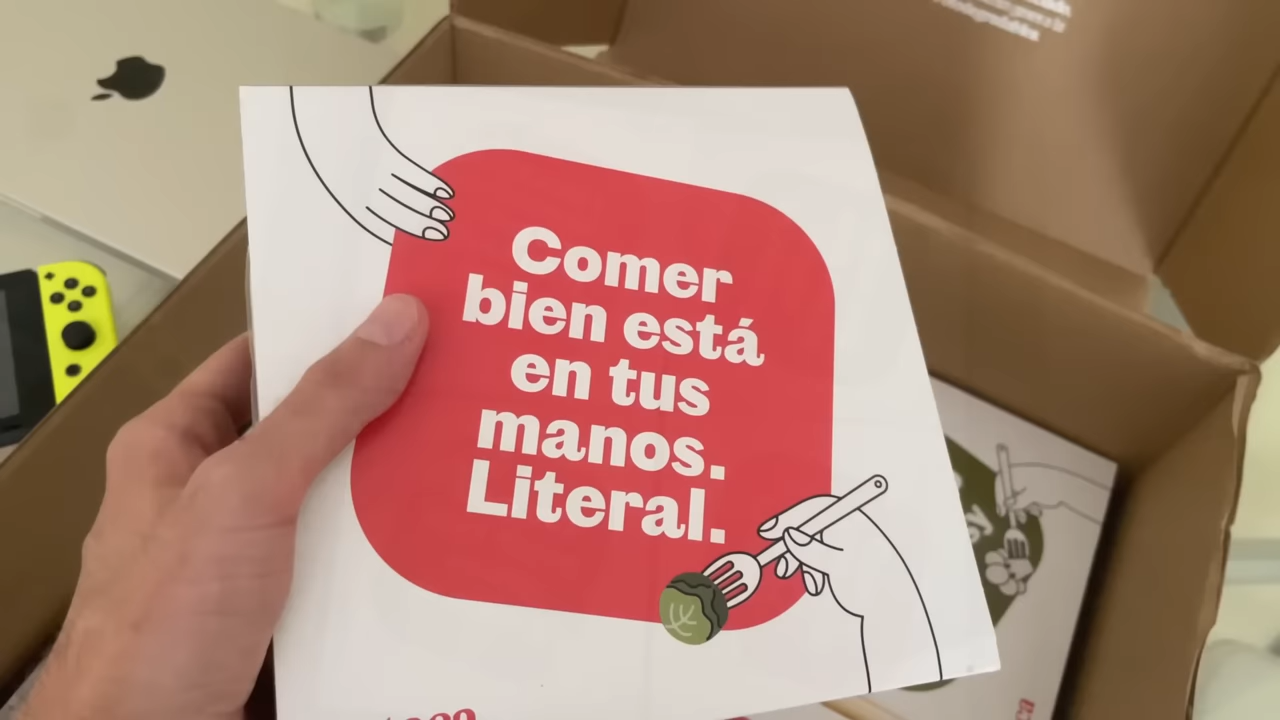 Comer
bien está
en tus
manos.
Literal.